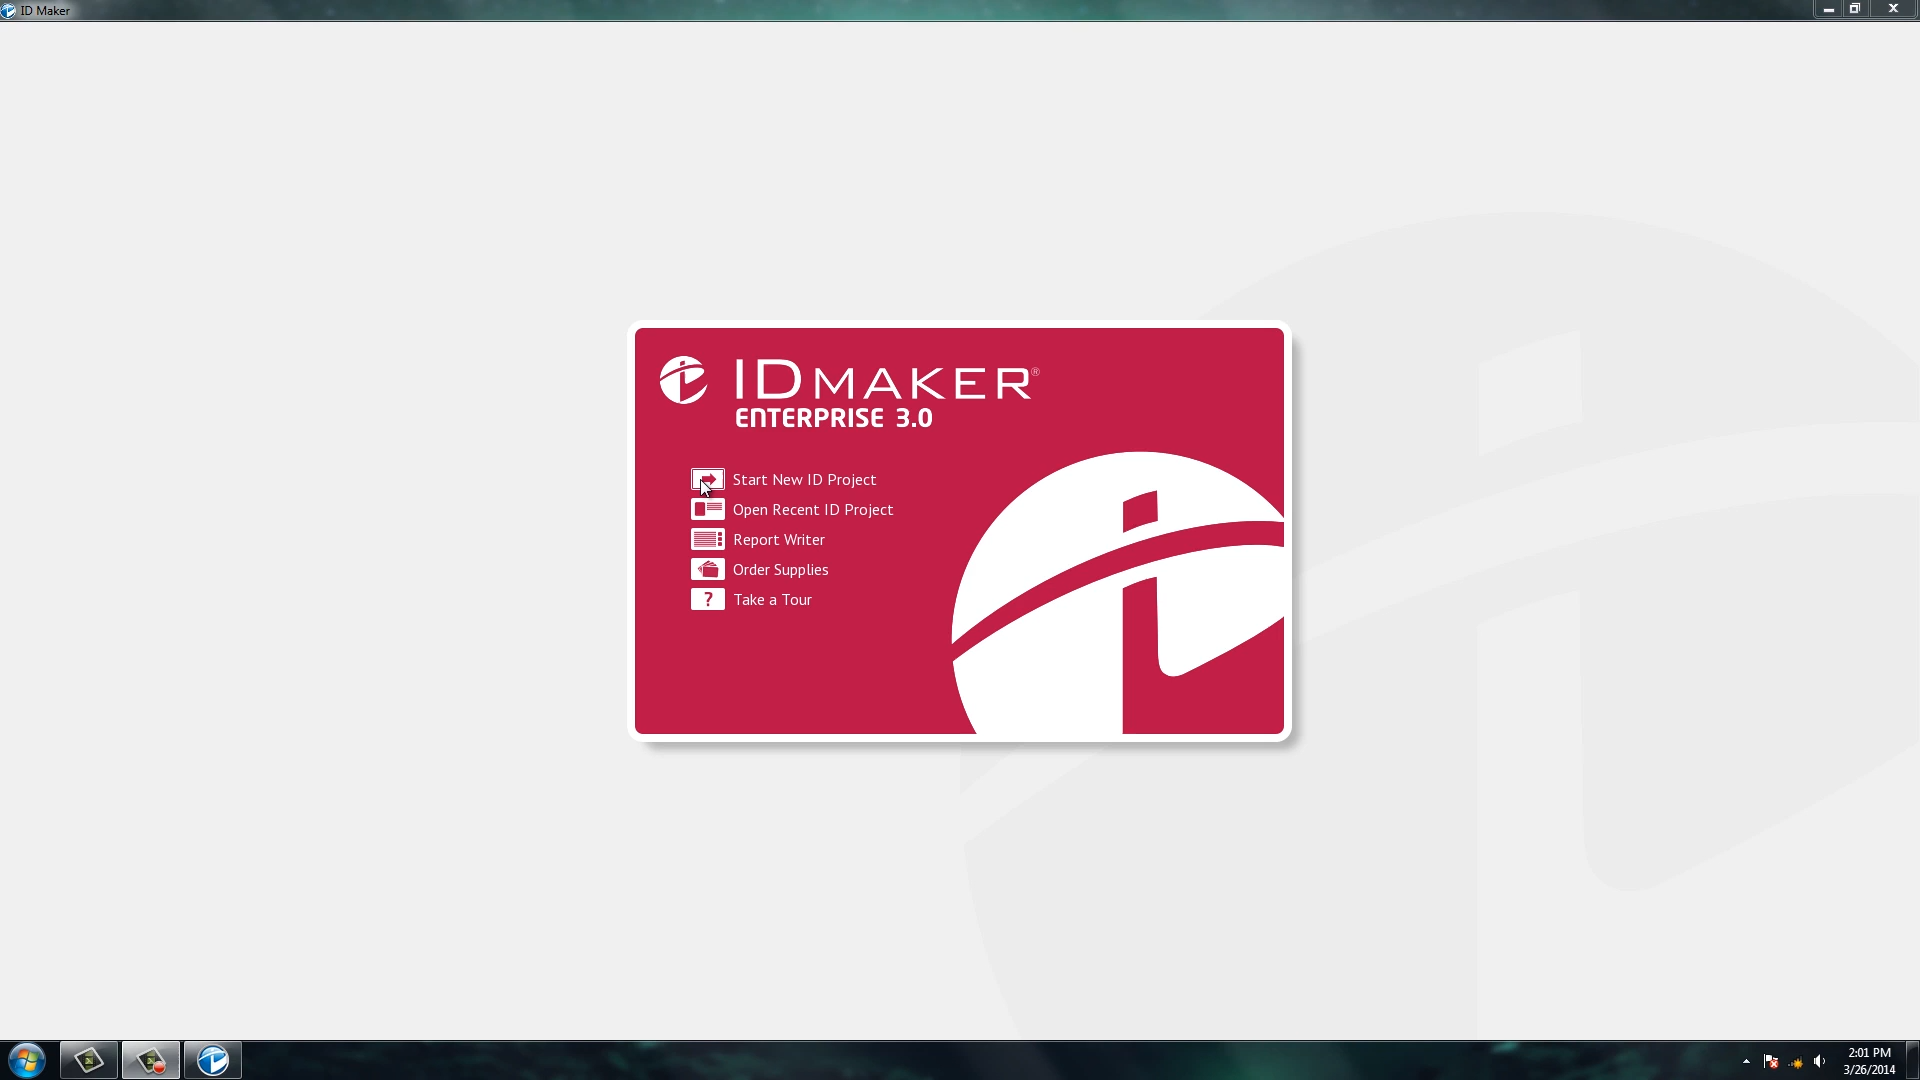 ID Maker
IDMAKER®
ENTERPRISE 3.0
Start New ID Project
Open Recent ID Project
Report Writer
Order Supplies
? Take a Tour
2:01 PM
3/26/2014